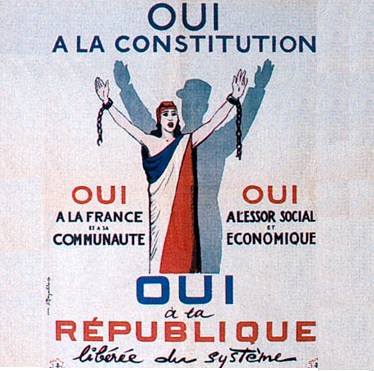 OUI
A LA CONSTITUTION
OUI
A LA FRANCE
ET A SA
COMMUNAUTE
OUI
A L'ESSOR SOCIAL
ET
ECONOMIQUE
OUI
à la
RÉPUBLIQUE
libérée du système